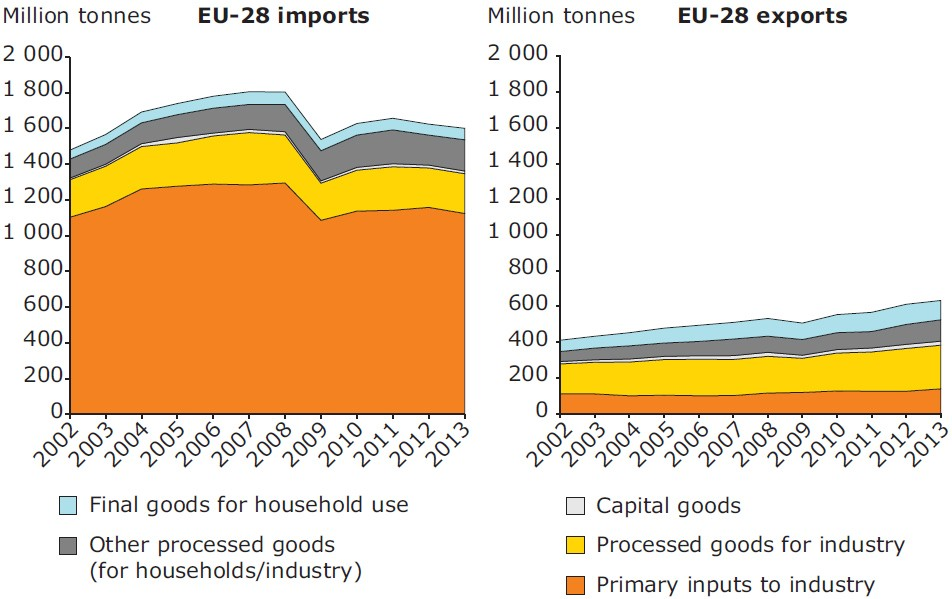 Million tonnes EU-28 imports
2 000
1 800
1 600
1 400
1 200
1 000
800
600
400
200
0
2002 2003 2004 2005 2006 2007 2008 2009 2010 2011 2012 2013
Million tonnes EU-28 exports
2 000
1 800
1 600
1 400
1 200
1 000
800
600
400
200
0
2002 2003 2004 2005 2006 2007 2008 2009 2010 2011 2012 2013
Final goods for household use
Other processed goods
(for households/industry)
Capital goods
Processed goods for industry
Primary inputs to industry